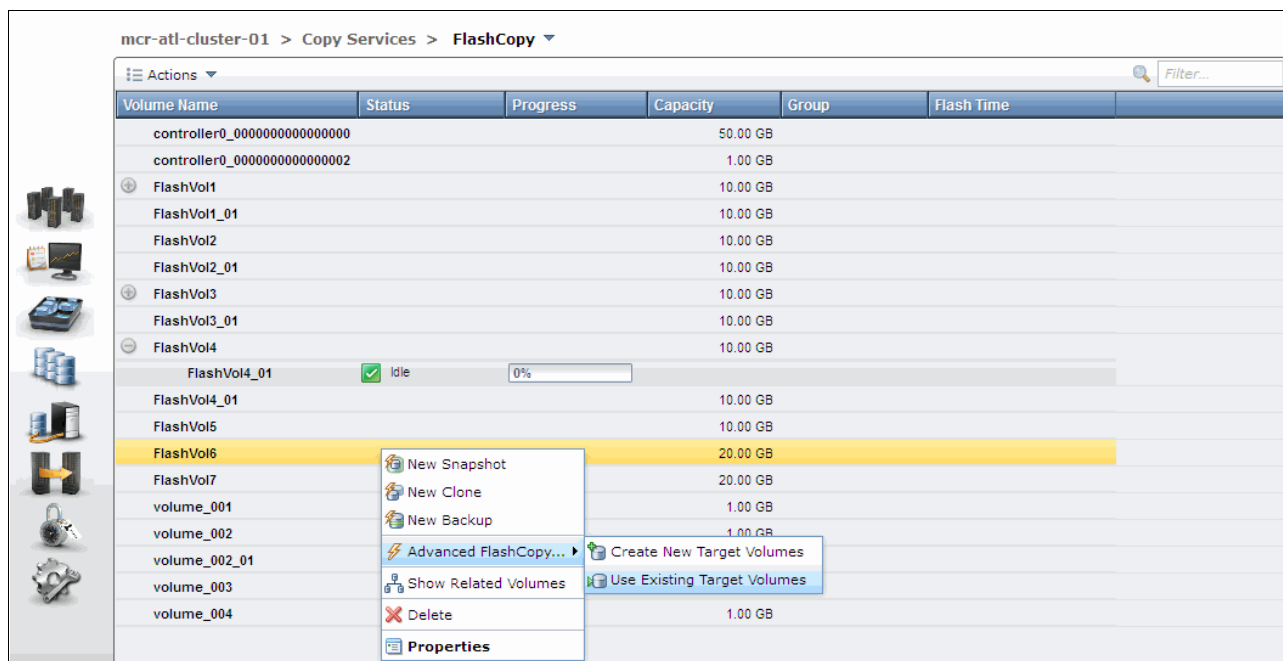 mcr-atl-cluster-01 > Copy Services > FlashCopy
Actions
Filter...
Volume Name Status Progress Capacity Group Flash Time
controller0_0000000000000000 50.00 GB
controller0_0000000000000002 1.00 GB
FlashVol1 10.00 GB
FlashVol1_01 10.00 GB
FlashVol2 10.00 GB
FlashVol2_01 10.00 GB
FlashVol3 10.00 GB
FlashVol3_01 10.00 GB
FlashVol4 10.00 GB
FlashVol4_01 Idle 0%
FlashVol4_01 10.00 GB
FlashVol5 10.00 GB
FlashVol6 20.00 GB
New Snapshot
FlashVol7 20.00 GB
New Clone
volume_001 1.00 GB
New Backup
volume_002 1.00 GB
Advanced FlashCopy... Create New Target Volumes
volume_002_01
Show Related Volumes Use Existing Target Volumes
volume_003
volume_004 Delete 1.00 GB
Properties